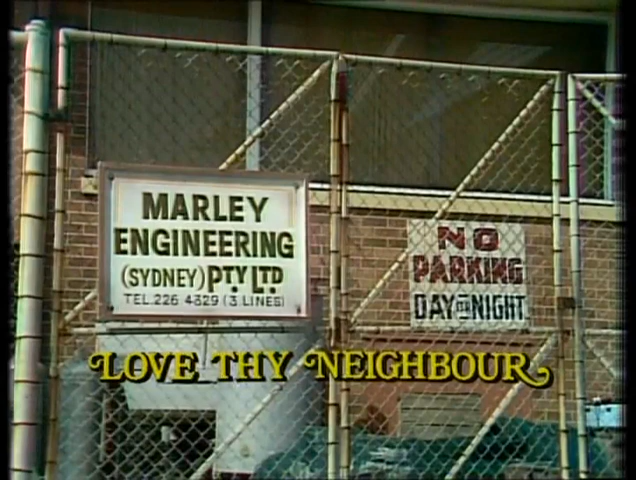 MARLEY
ENGINEERING
(SYDNEY) PTY. LTD.
TEL. 226 4329 (3 LINES)
NO
PARKING
DAY OR NIGHT
LOVE THY NEIGHBOUR